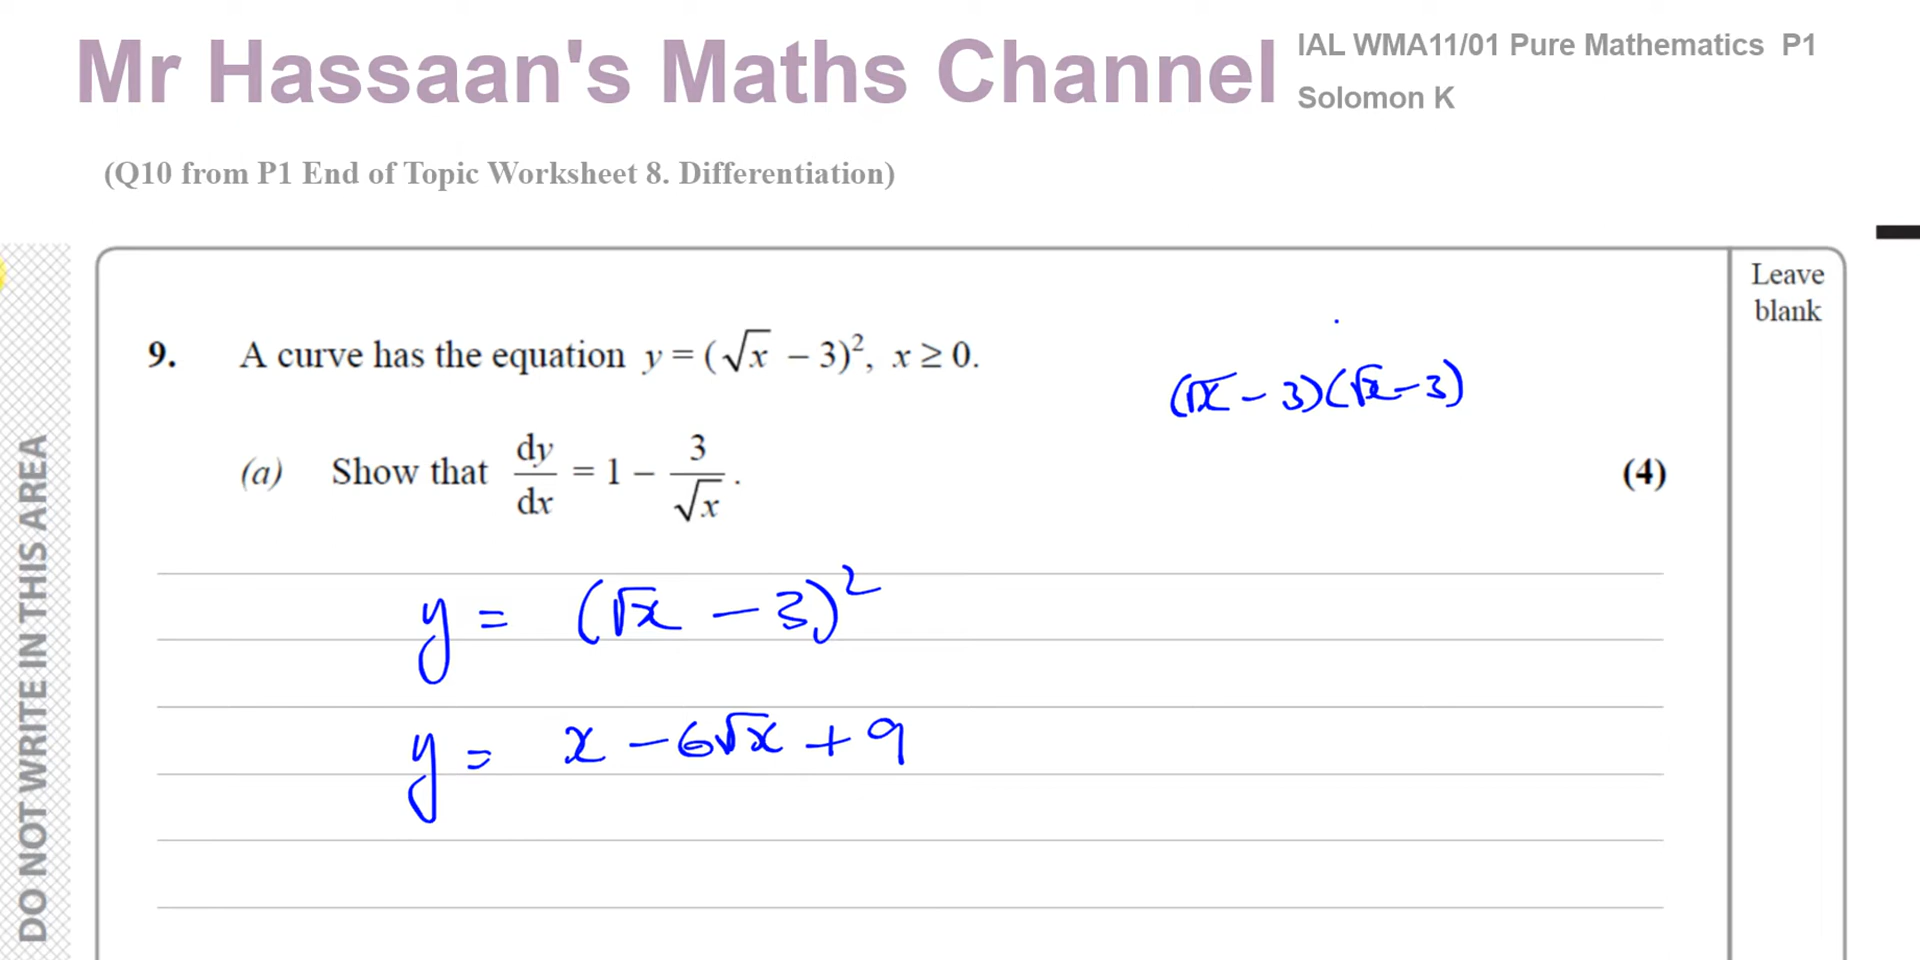 Mr Hassaan's Maths Channel
IAL WMA11/01 Pure Mathematics P1
Solomon K
(Q10 from P1 End of Topic Worksheet 8. Differentiation)
Leave
blank
9. A curve has the equation y = (√x − 3)², x ≥ 0.
(√x − 3)(√x − 3)
(a) Show that dy/dx = 1 − 3/√x . (4)
y = (√x − 3)²
y = x − 6√x + 9
DO NOT WRITE IN THIS AREA